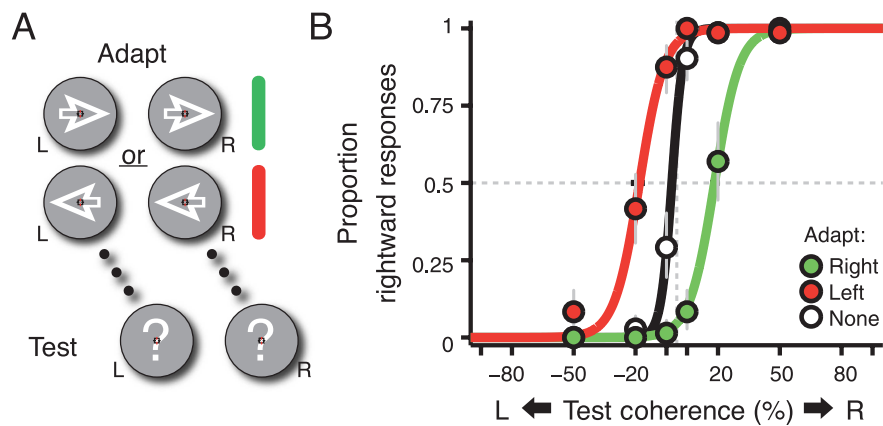 A
Adapt
L
R
or
L
R
Test
?
?
L
R
B
Proportion
rightward responses
1
0.75
0.5
0.25
0
Adapt:
Right
Left
None
−80
−50
−20
20
50
80
L
Test coherence (%)
R